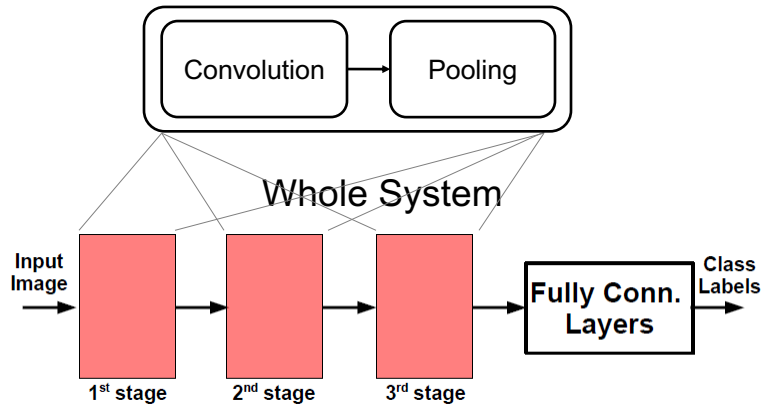 Convolution
Pooling
Whole System
Input
Image
Class
Labels
Fully Conn.
Layers
1st stage
2nd stage
3rd stage